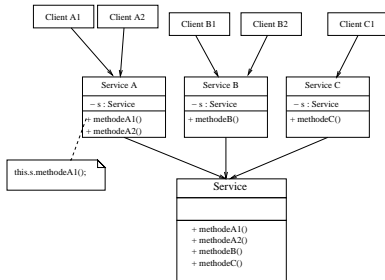 Client A1
Client A2
Client B1
Client B2
Client C1
Service A
Service B
Service C
− s : Service
− s : Service
− s : Service
+ methodeA1()
+ methodeA2()
+ methodeB()
+ methodeC()
this.s.methodeA1();
Service
+ methodeA1()
+ methodeA2()
+ methodeB()
+ methodeC()